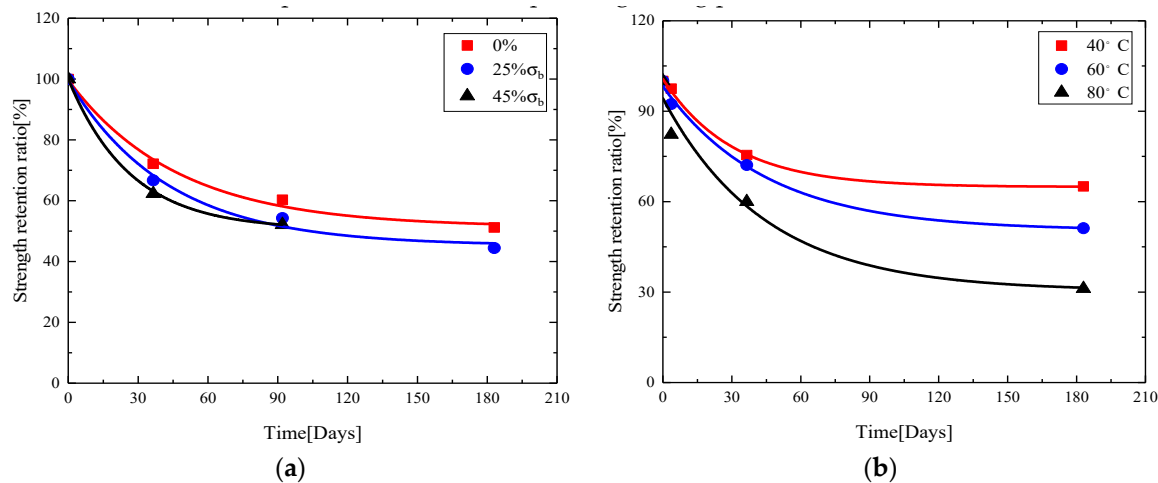 120
100
80
60
40
20
0
0 30 60 90 120 150 180 210
Strength retention ratio[%]
Time[Days]
0%
25%σb
45%σb
(a)
120
90
60
30
0
0 30 60 90 120 150 180 210
Strength retention ratio[%]
Time[Days]
40° C
60° C
80° C
(b)